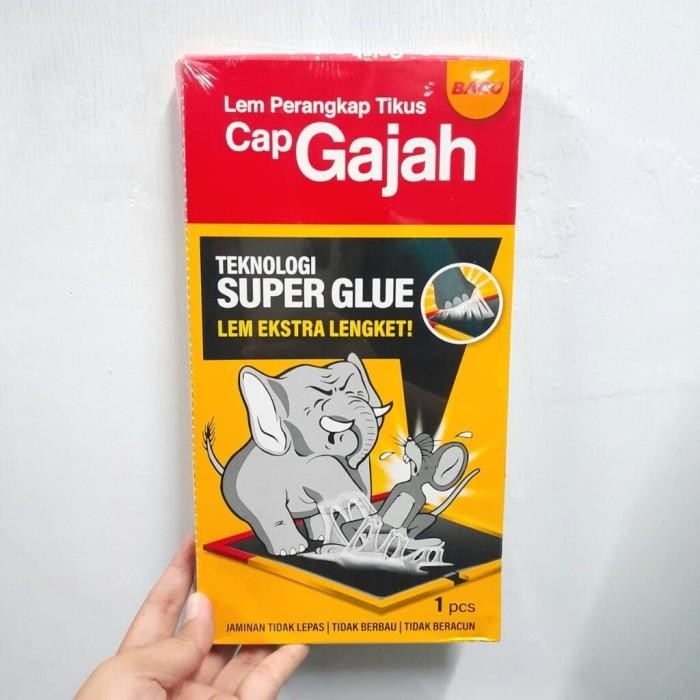 BAGU
Lem Perangkap Tikus
Cap Gajah
TEKNOLOGI
SUPER GLUE
LEM EKSTRA LENGKET!
1 pcs
JAMINAN TIDAK LEPAS | TIDAK BERBAU | TIDAK BERACUN